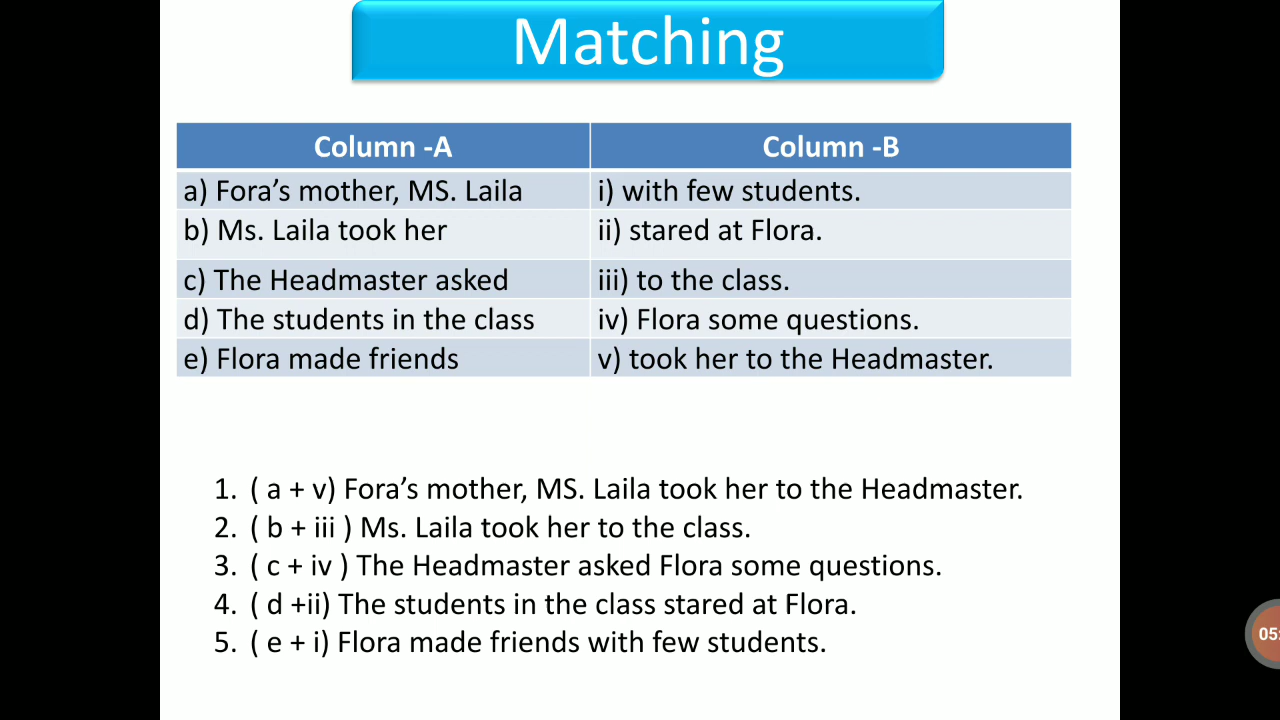 Matching
Column -A
Column -B
a) Fora's mother, MS. Laila
i) with few students.
b) Ms. Laila took her
ii) stared at Flora.
c) The Headmaster asked
iii) to the class.
d) The students in the class
iv) Flora some questions.
e) Flora made friends
v) took her to the Headmaster.
1. ( a + v) Fora's mother, MS. Laila took her to the Headmaster.
2. ( b + iii ) Ms. Laila took her to the class.
3. ( c + iv ) The Headmaster asked Flora some questions.
4. ( d +ii) The students in the class stared at Flora.
5. ( e + i) Flora made friends with few students.
05: